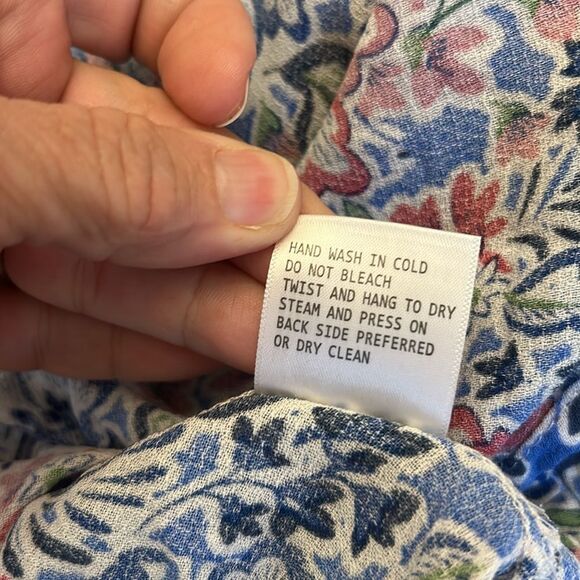 HAND WASH IN COLD
DO NOT BLEACH
TWIST AND HANG TO DRY
STEAM AND PRESS ON
BACK SIDE PREFERRED
OR DRY CLEAN